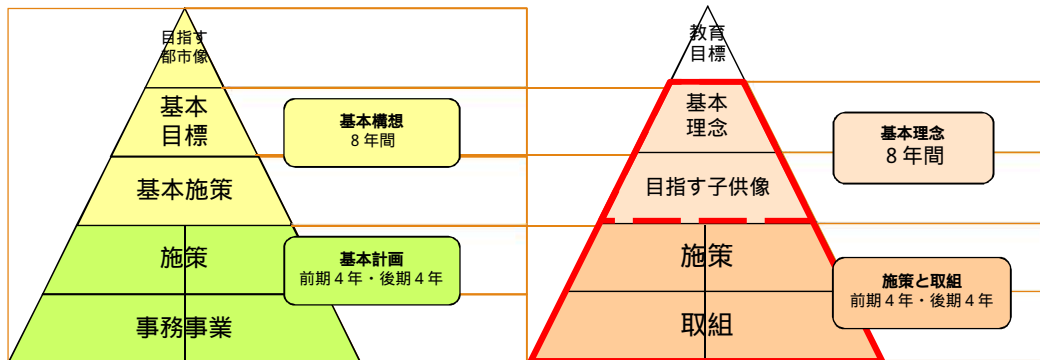 目指す
都市像
基本
目標
基本施策
施策
事務事業
基本構想
8年間
基本計画
前期4年・後期4年
教育
目標
基本
理念
目指す子供像
施策
取組
基本理念
8年間
施策と取組
前期4年・後期4年